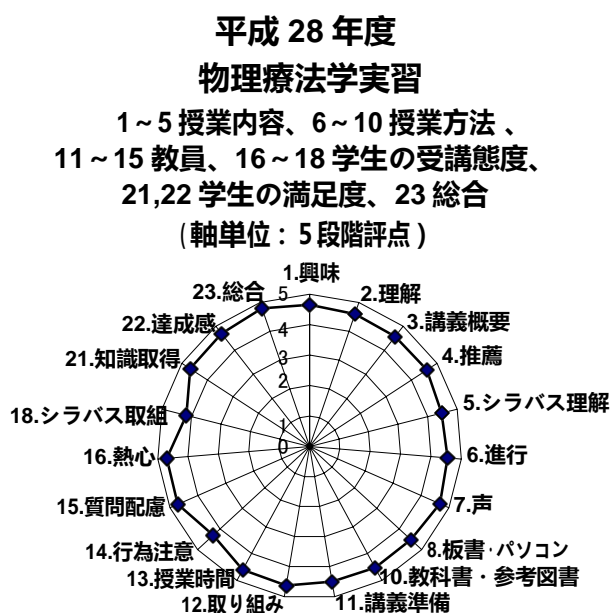 平成 28 年度
物理療法学実習
1~5 授業内容、6~10 授業方法 、
11~15 教員、16~18 学生の受講態度、
21,22 学生の満足度、23 総合
(軸単位：5 段階評点)
1.興味
2.理解
3.講義概要
4.推薦
5.シラバス理解
6.進行
7.声
8.板書・パソコン
10.教科書・参考図書
11.講義準備
12.取り組み
13.授業時間
14.行為注意
15.質問配慮
16.熱心
18.シラバス取組
21.知識取得
22.達成感
23.総合
5
4
3
2
1
0